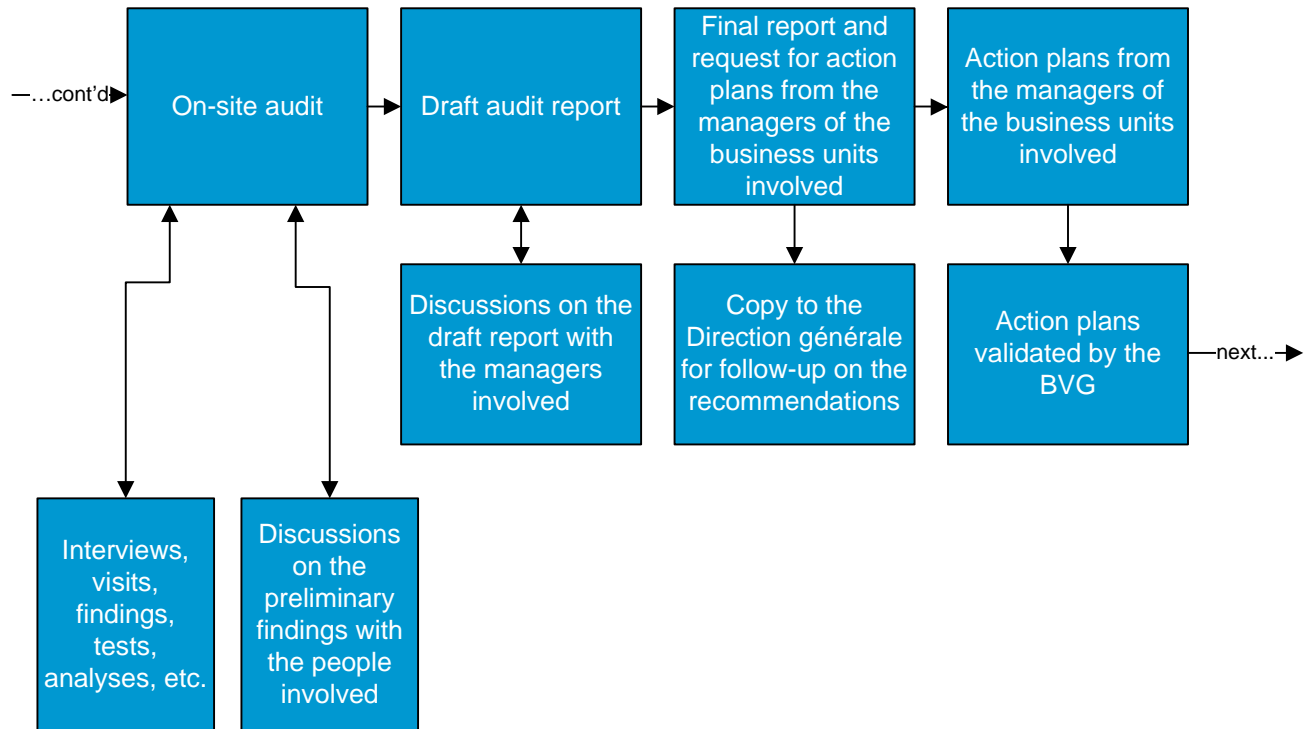 …cont'd
On-site audit
Draft audit report
Final report and
request for action
plans from the
managers of the
business units
involved
Action plans from
the managers of
the business units
involved
Discussions on the
draft report with
the managers
involved
Copy to the
Direction générale
for follow-up on the
recommendations
Action plans
validated by the
BVG
next...
Interviews,
visits,
findings,
tests,
analyses, etc.
Discussions
on the
preliminary
findings with
the people
involved